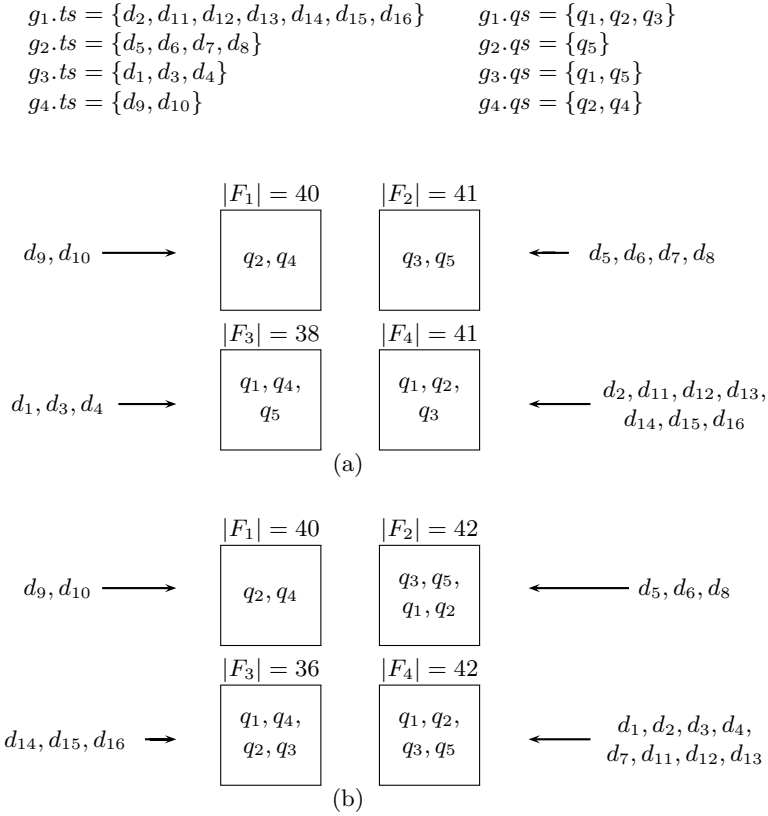 g₁.ts = {d₂, d₁₁, d₁₂, d₁₃, d₁₄, d₁₅, d₁₆} g₁.qs = {q₁, q₂, q₃}
g₂.ts = {d₅, d₆, d₇, d₈} g₂.qs = {q₅}
g₃.ts = {d₁, d₃, d₄} g₃.qs = {q₁, q₅}
g₄.ts = {d₉, d₁₀} g₄.qs = {q₂, q₄}
|F₁| = 40 |F₂| = 41
d₉, d₁₀ q₂, q₄ q₃, q₅ d₅, d₆, d₇, d₈
|F₃| = 38 |F₄| = 41
d₁, d₃, d₄
q₁, q₄,
q₅
q₁, q₂,
q₃
d₂, d₁₁, d₁₂, d₁₃,
d₁₄, d₁₅, d₁₆
(a)
|F₁| = 40 |F₂| = 42
d₉, d₁₀
q₂, q₄
q₃, q₅,
q₁, q₂
d₅, d₆, d₈
|F₃| = 36 |F₄| = 42
d₁₄, d₁₅, d₁₆
q₁, q₄,
q₂, q₃
q₁, q₂,
q₃, q₅
d₁, d₂, d₃, d₄,
d₇, d₁₁, d₁₂, d₁₃
(b)